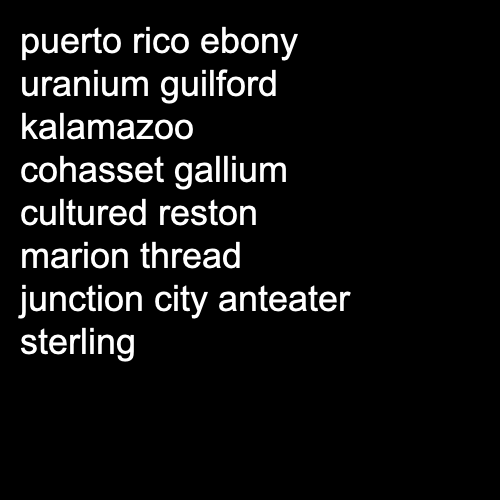 puerto rico ebony
uranium guilford
kalamazoo
cohasset gallium
cultured reston
marion thread
junction city anteater
sterling